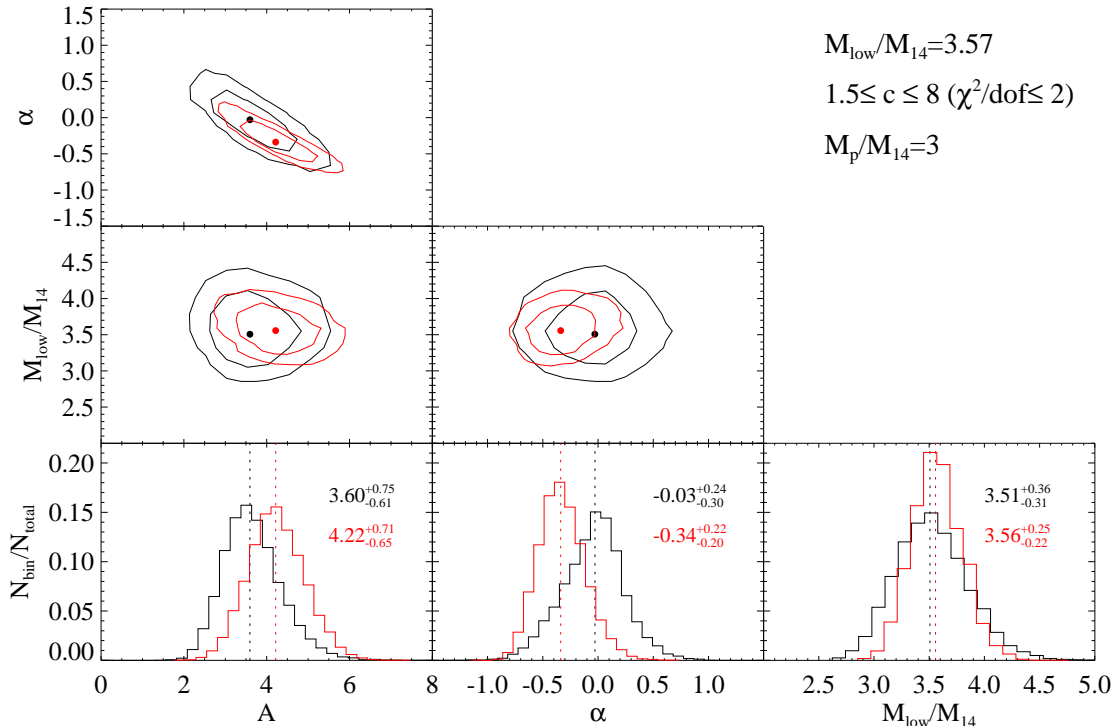 α
1.5
1.0
0.5
0.0
-0.5
-1.0
-1.5
M_low/M_14=3.57
1.5≤ c ≤ 8 (χ²/dof≤ 2)
M_p/M_14=3
0 2 4 6 8
M_low/M_14
4.5
4.0
3.5
3.0
2.5
N_bin/N_total
0.20
0.15
0.10
0.05
0.00
3.60 +0.75 -0.61
4.22 +0.71 -0.65
-0.03 +0.24 -0.30
-0.34 +0.22 -0.20
3.51 +0.36 -0.31
3.56 +0.25 -0.22
0 2 4 6 8
-1.0 -0.5 0.0 0.5 1.0
2.5 3.0 3.5 4.0 4.5 5.0
A
α
M_low/M_14